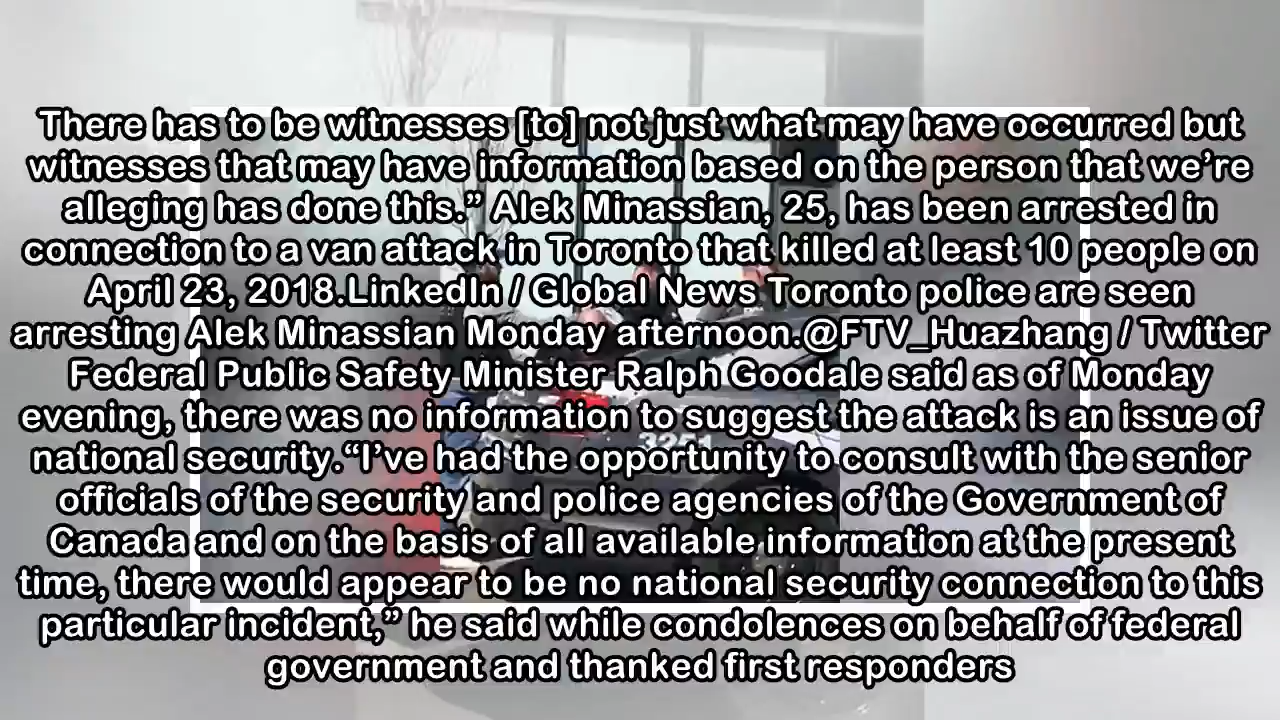 There has to be witnesses [to] not just what may have occurred but
witnesses that may have information based on the person that we’re
alleging has done this.” Alek Minassian, 25, has been arrested in
connection to a van attack in Toronto that killed at least 10 people on
April 23, 2018.LinkedIn / Global News Toronto police are seen
arresting Alek Minassian Monday afternoon.@FTV_Huazhang / Twitter
Federal Public Safety Minister Ralph Goodale said as of Monday
evening, there was no information to suggest the attack is an issue of
national security.“I’ve had the opportunity to consult with the senior
officials of the security and police agencies of the Government of
Canada and on the basis of all available information at the present
time, there would appear to be no national security connection to this
particular incident,” he said while condolences on behalf of federal
government and thanked first responders
3251